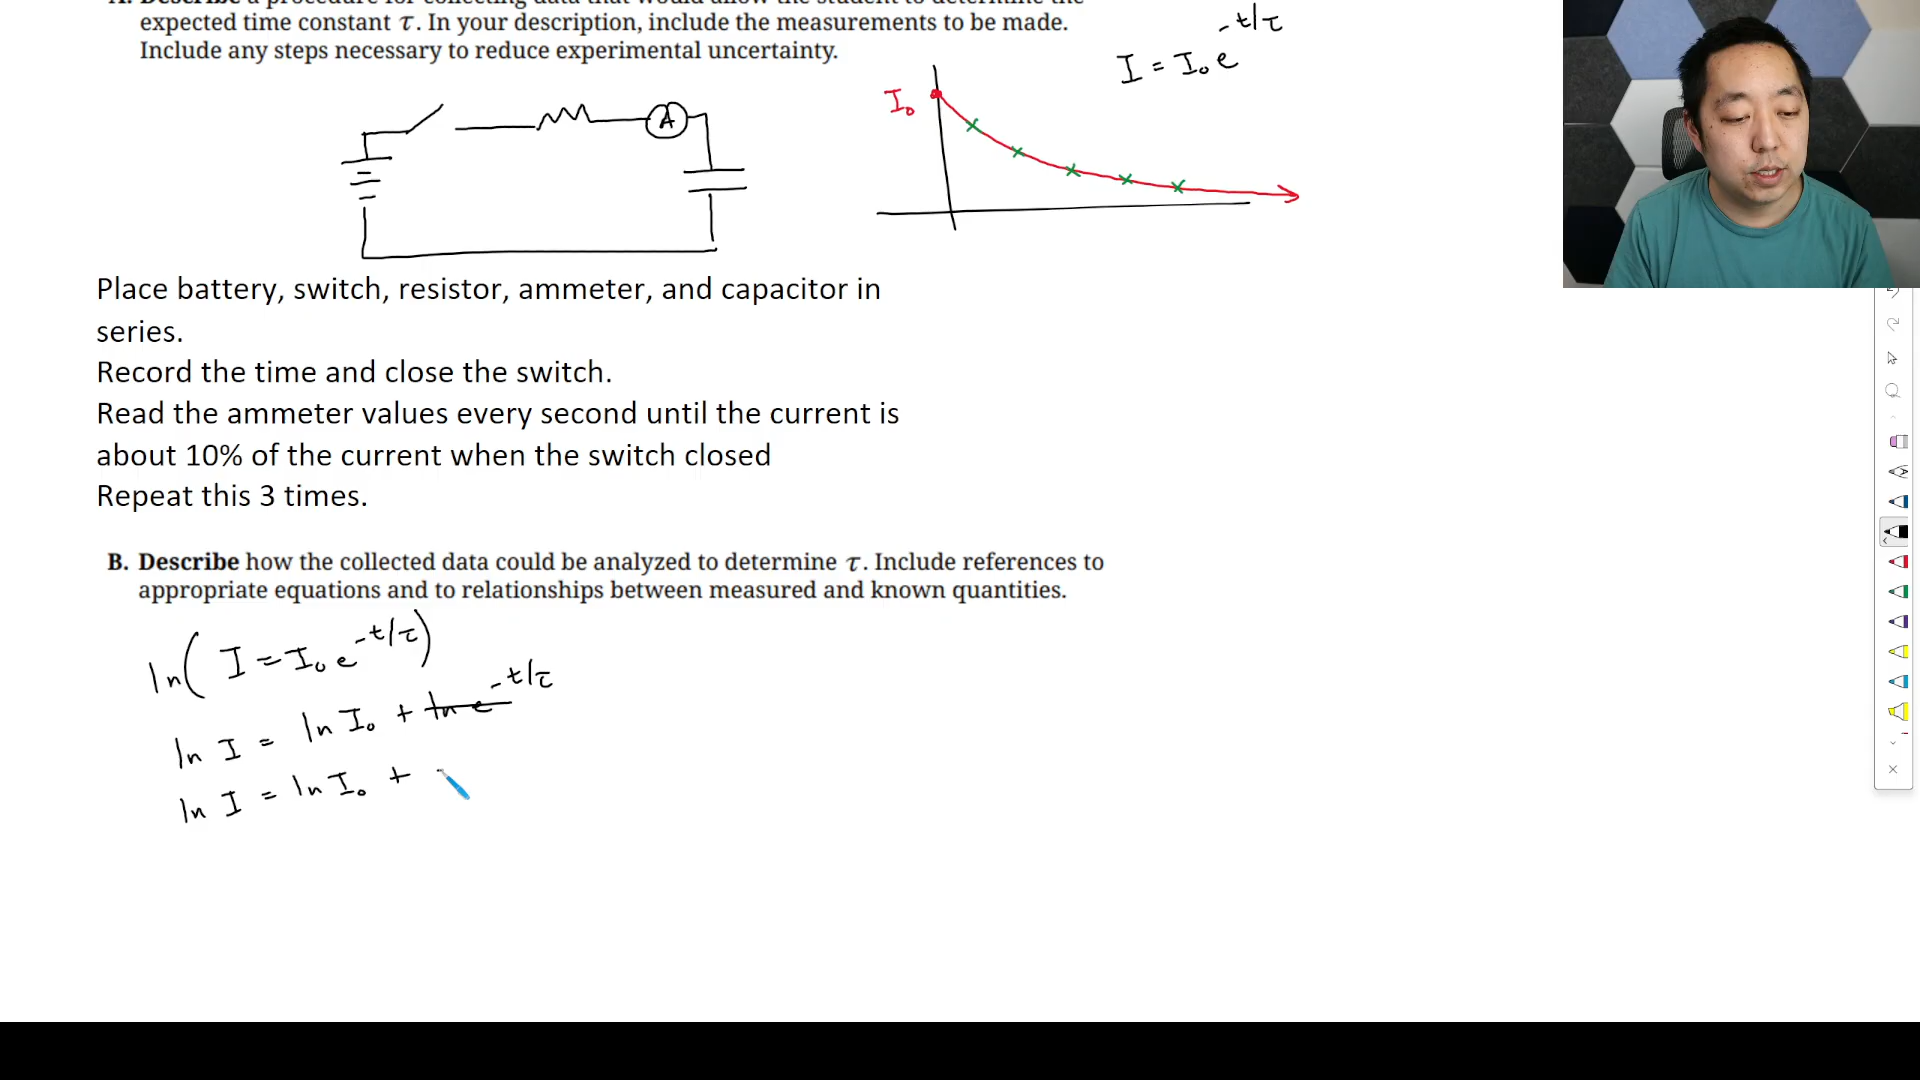 expected time constant τ. In your description, include the measurements to be made.
Include any steps necessary to reduce experimental uncertainty.
I = I₀ e^(-t/τ)
I₀
A
Place battery, switch, resistor, ammeter, and capacitor in
series.
Record the time and close the switch.
Read the ammeter values every second until the current is
about 10% of the current when the switch closed
Repeat this 3 times.
B. Describe how the collected data could be analyzed to determine τ. Include references to
appropriate equations and to relationships between measured and known quantities.
ln( I = I₀ e^(-t/τ) )
ln I = ln I₀ + ln e^(-t/τ)
ln I = ln I₀ +